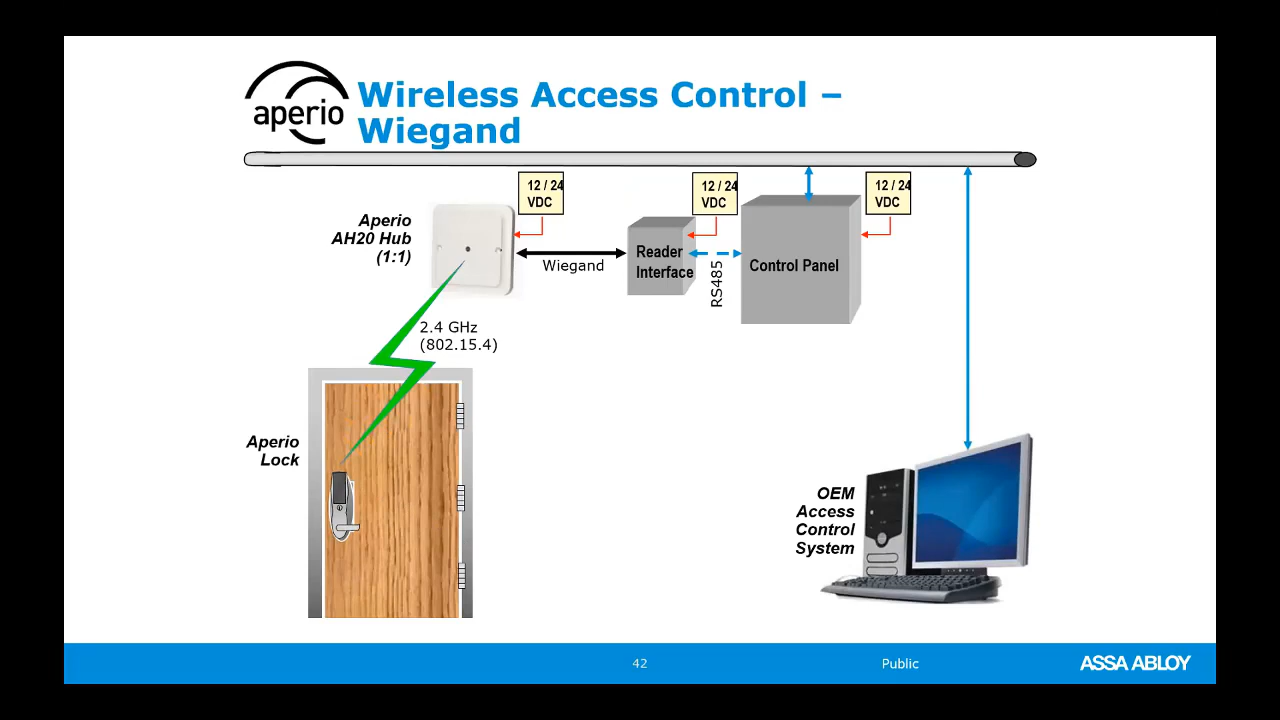 aperio
Wireless Access Control –
Wiegand
12 / 24
VDC
12 / 24
VDC
12 / 24
VDC
Aperio
AH20 Hub
(1:1)
Wiegand
Reader
Interface
RS485
Control Panel
2.4 GHz
(802.15.4)
Aperio
Lock
OEM
Access
Control
System
42
Public
ASSA ABLOY